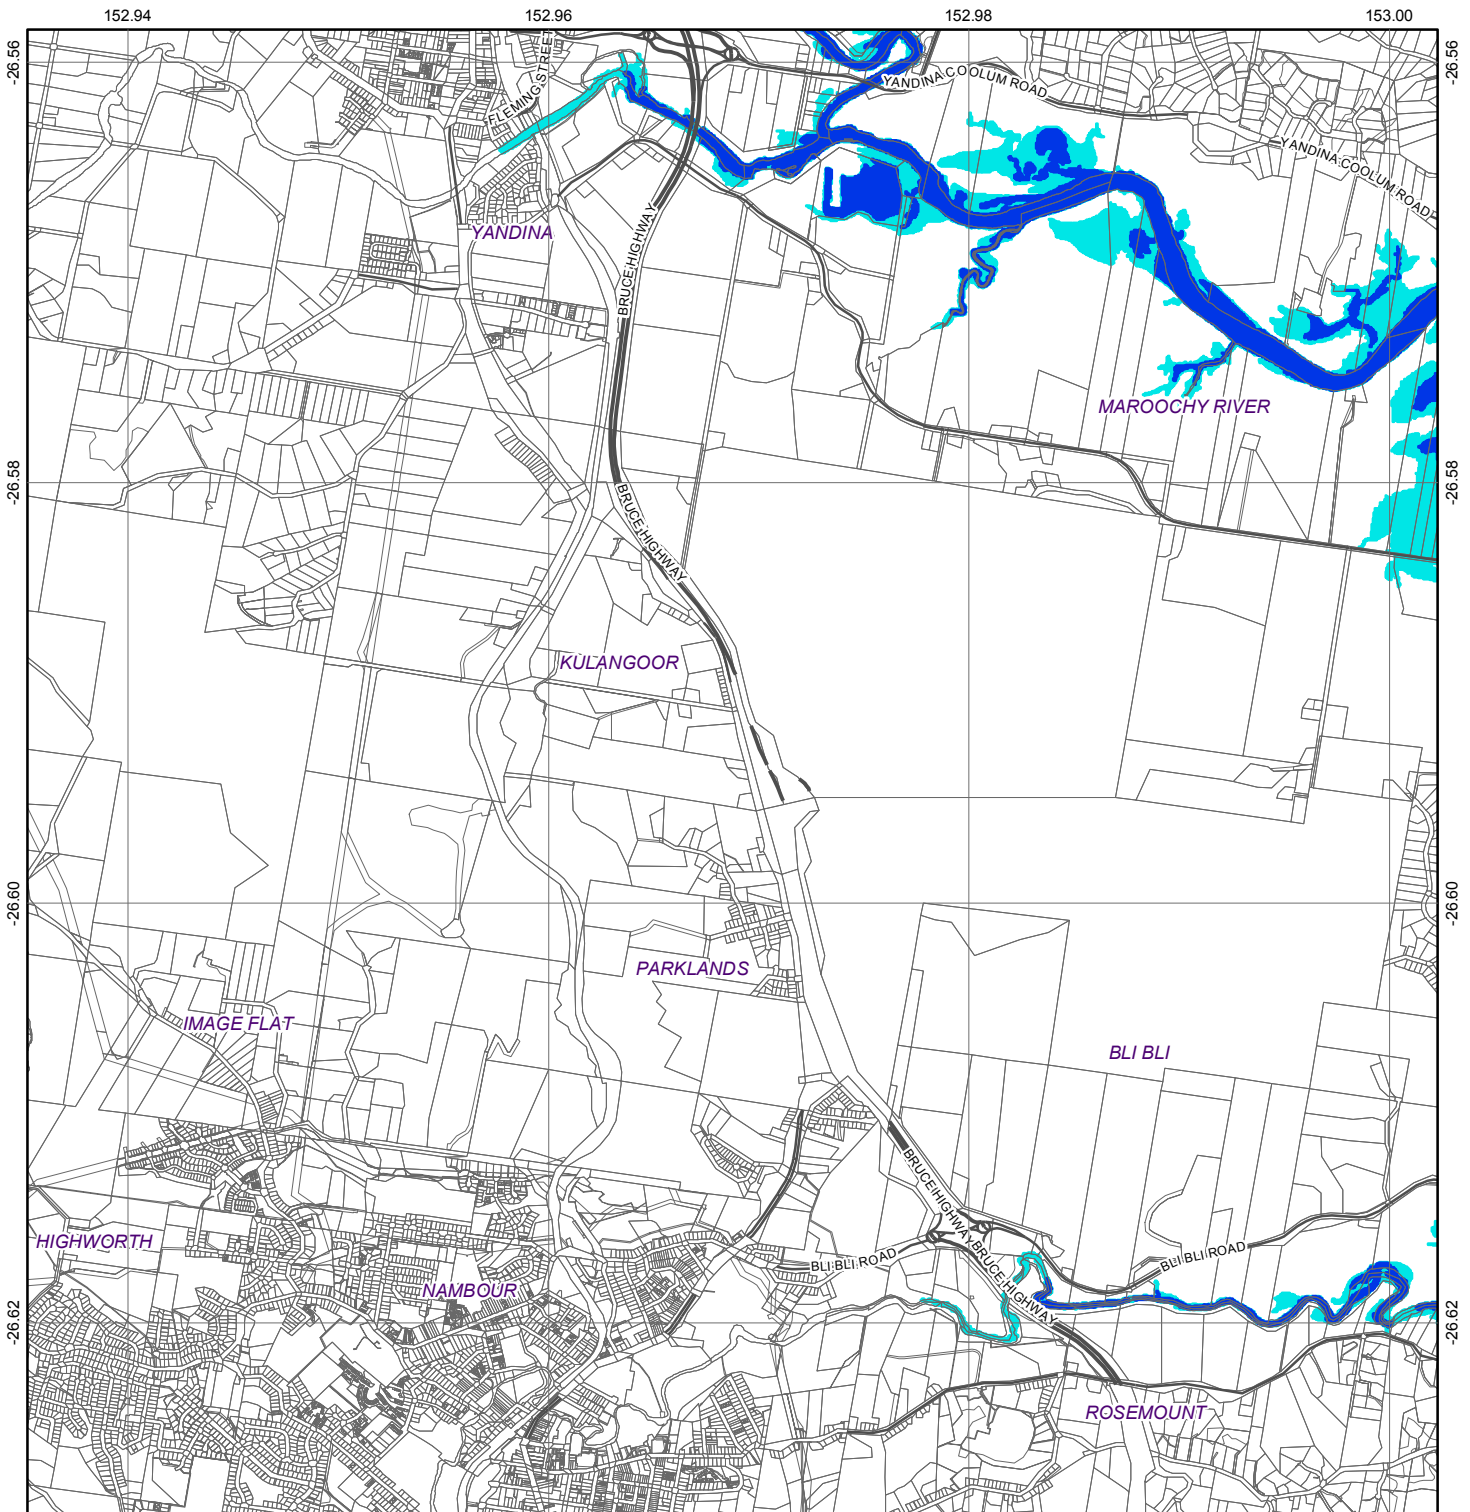 152.94
152.96
152.98
153.00
-26.56
-26.56
FLEMING STREET
YANDINA COOLUM ROAD
YANDINA COOLUM ROAD
YANDINA
BRUCE HIGHWAY
MAROOCHY RIVER
-26.58
-26.58
BRUCE HIGHWAY
KULANGOOR
-26.60
-26.60
PARKLANDS
IMAGE FLAT
BLI BLI
BRUCE HIGHWAY
HIGHWORTH
BLI BLI ROAD
BLI BLI ROAD
BRUCE HIGHWAY
NAMBOUR
-26.62
-26.62
ROSEMOUNT